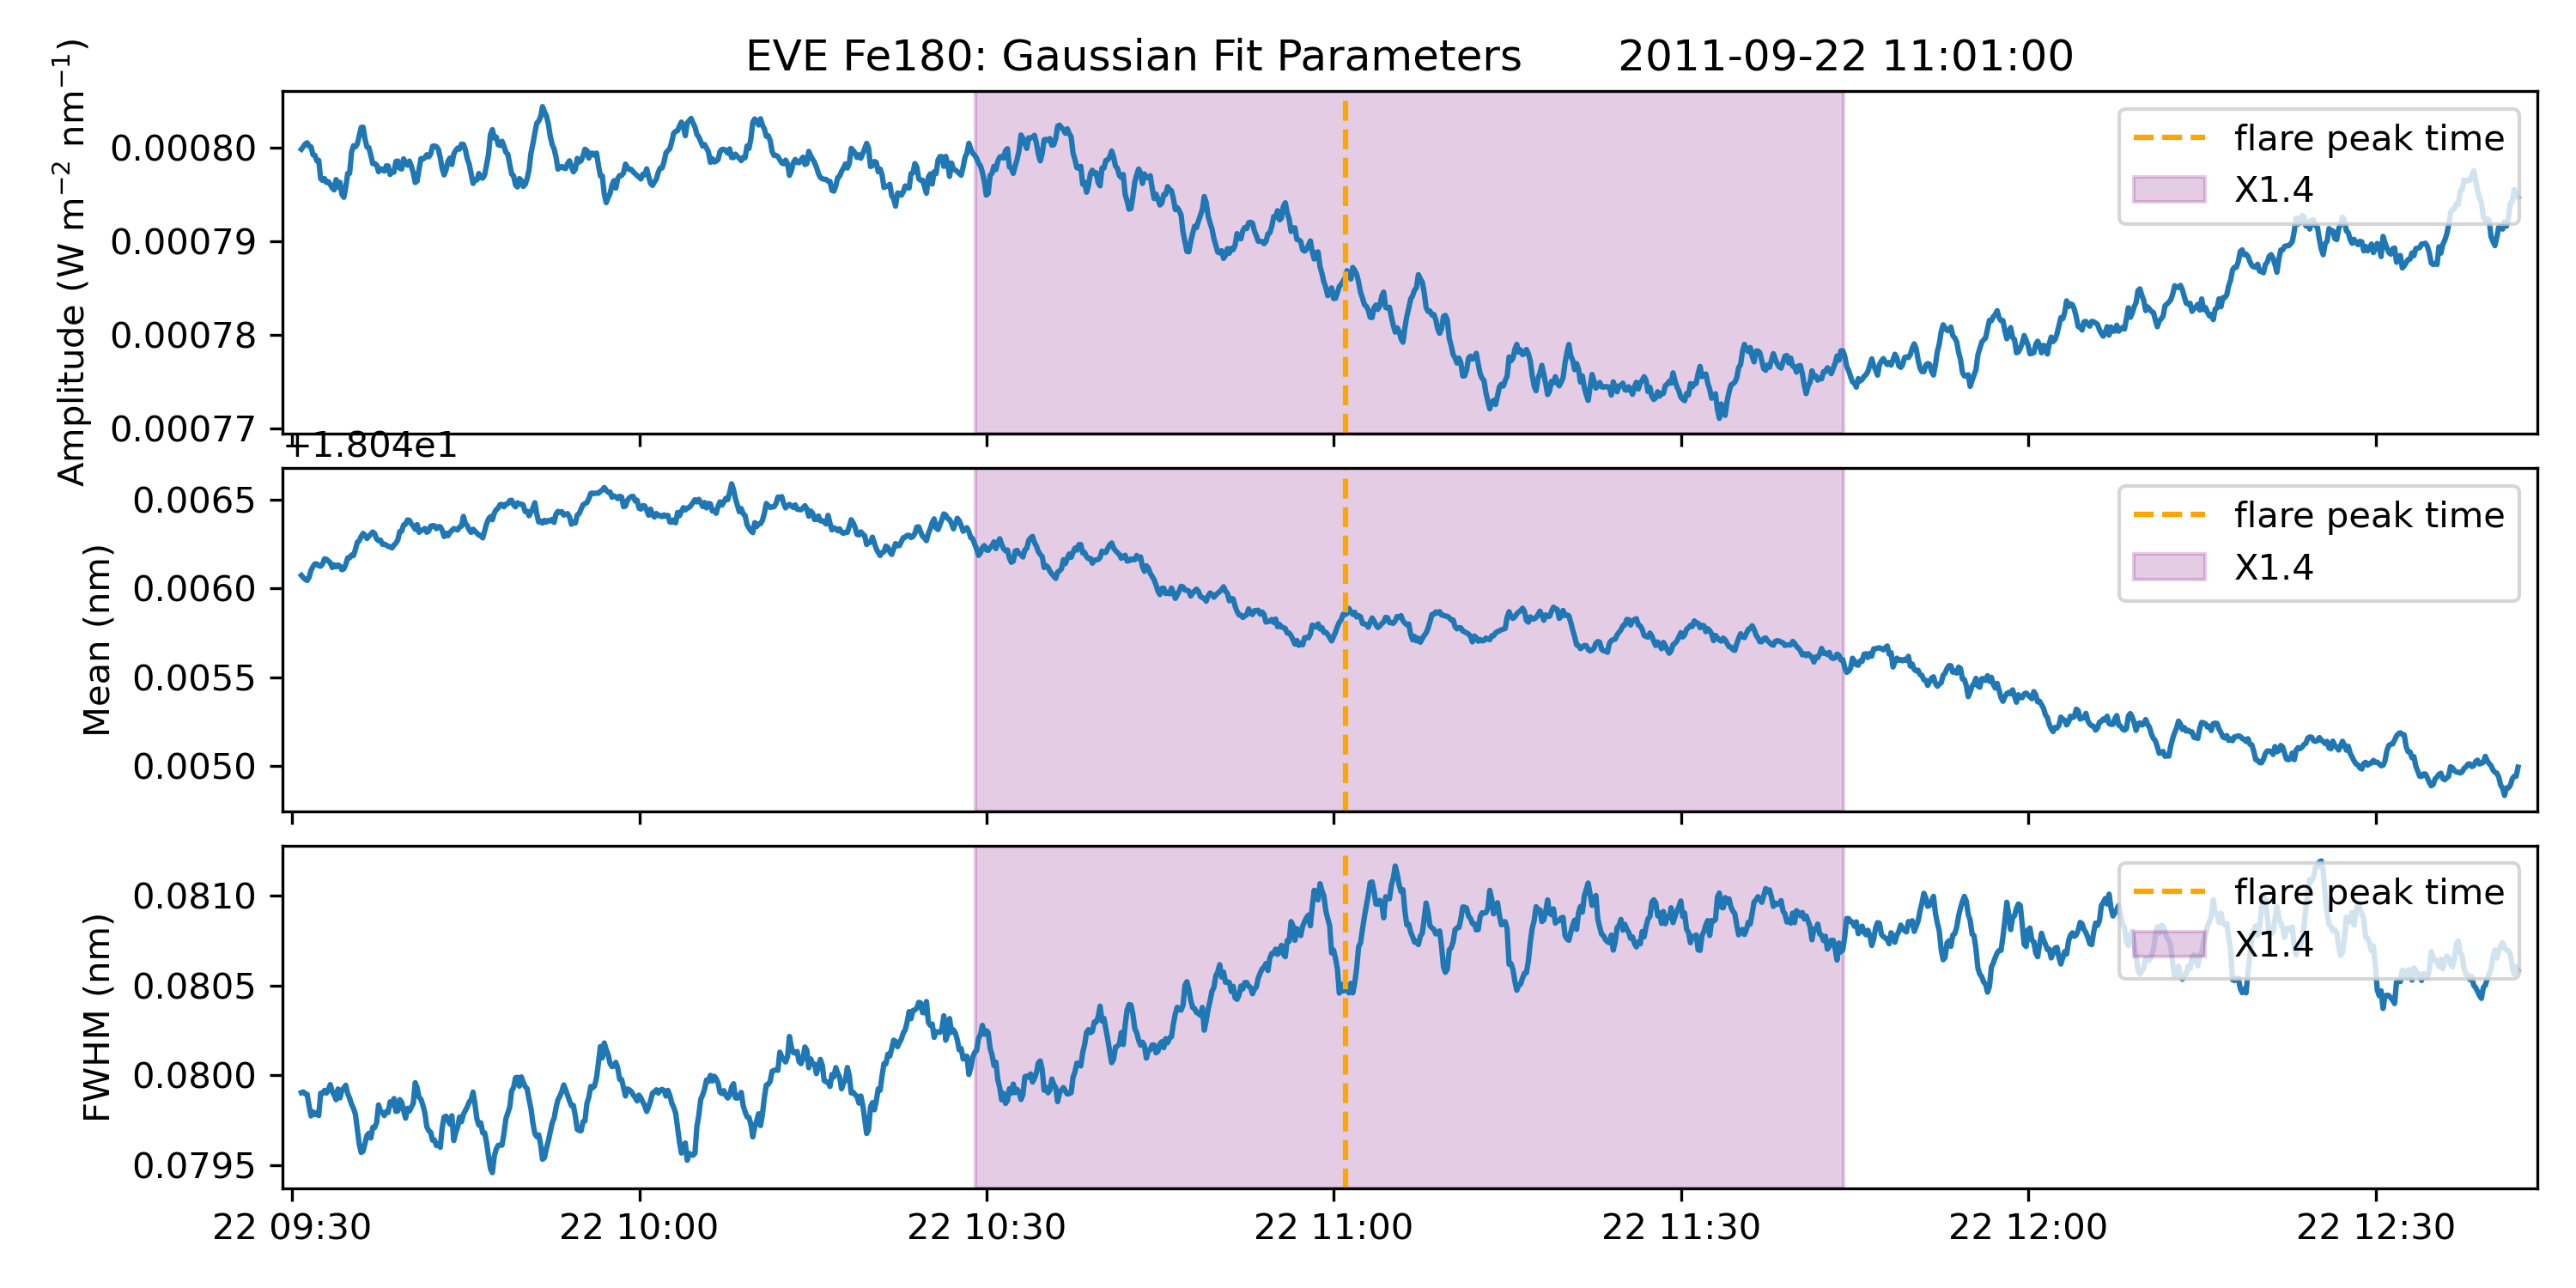 EVE Fe180: Gaussian Fit Parameters 2011-09-22 11:01:00
Amplitude (W m⁻² nm⁻¹)
0.00080
0.00079
0.00078
0.00077
flare peak time
X1.4
+1.804e1
Mean (nm)
0.0065
0.0060
0.0055
0.0050
flare peak time
X1.4
FWHM (nm)
0.0810
0.0805
0.0800
0.0795
flare peak time
X1.4
22 09:30 22 10:00 22 10:30 22 11:00 22 11:30 22 12:00 22 12:30